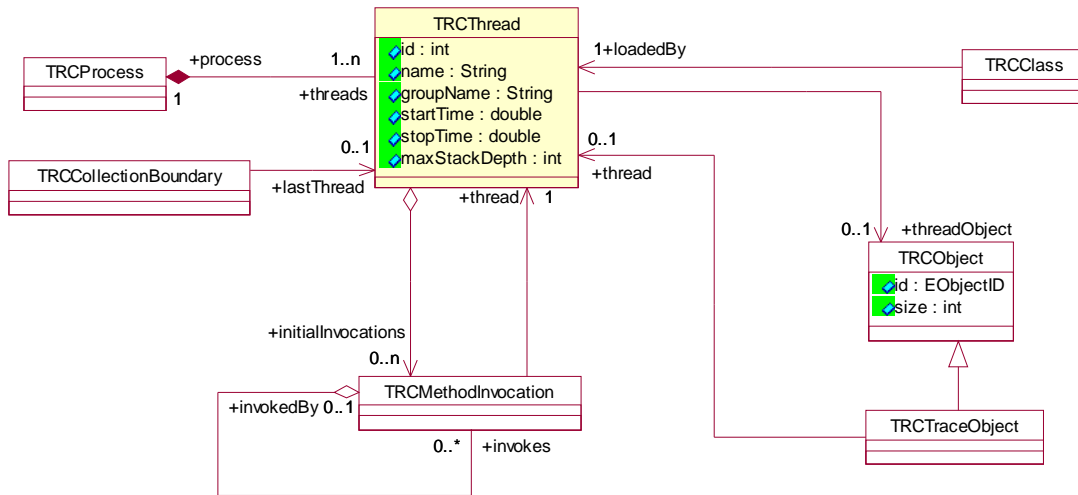 TRCThread
id : int
name : String
groupName : String
startTime : double
stopTime : double
maxStackDepth : int
TRCProcess
+process
1
1..n
+threads
1
+loadedBy
TRCClass
TRCCollectionBoundary
0..1
+lastThread
0..1
+thread
+thread
1
0..1
+threadObject
TRCObject
id : EObjectID
size : int
+initialInvocations
0..n
TRCMethodInvocation
+invokedBy
0..1
0..*
+invokes
TRCTraceObject